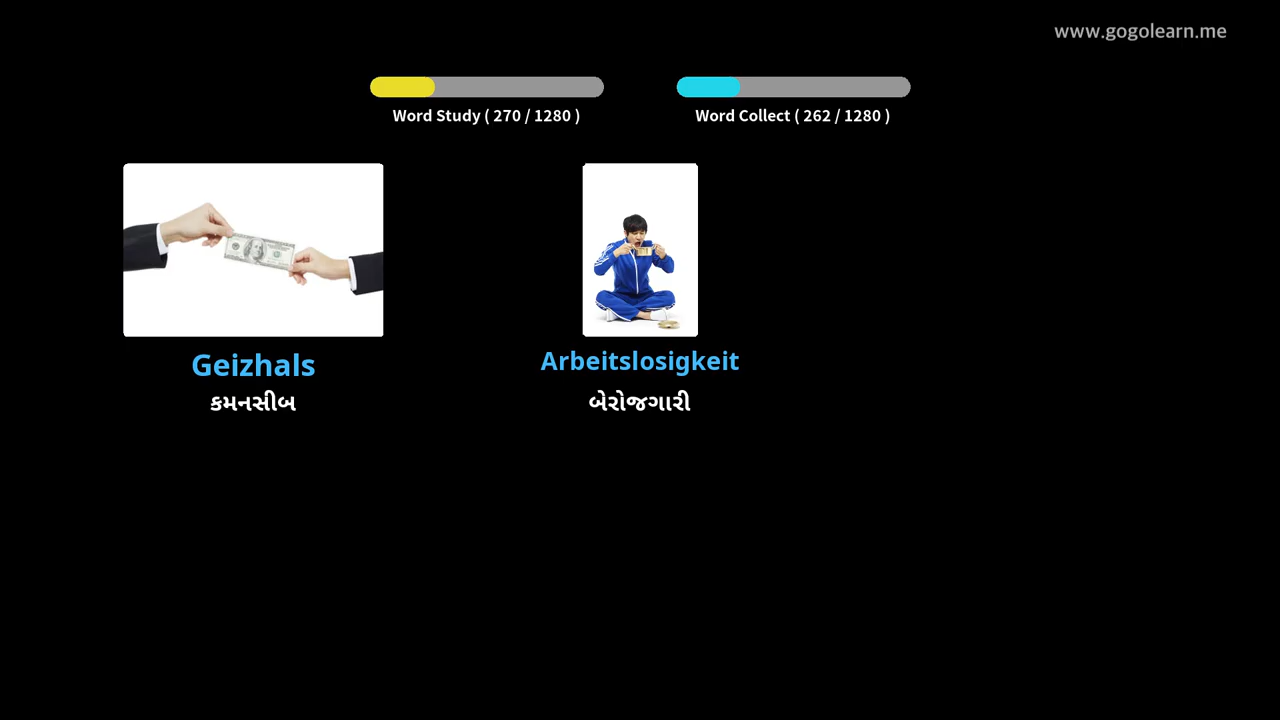 www.gogolearn.me
Word Study ( 270 / 1280 )
Word Collect ( 262 / 1280 )
Geizhals
કમનસીબ
Arbeitslosigkeit
બેરોજગારી